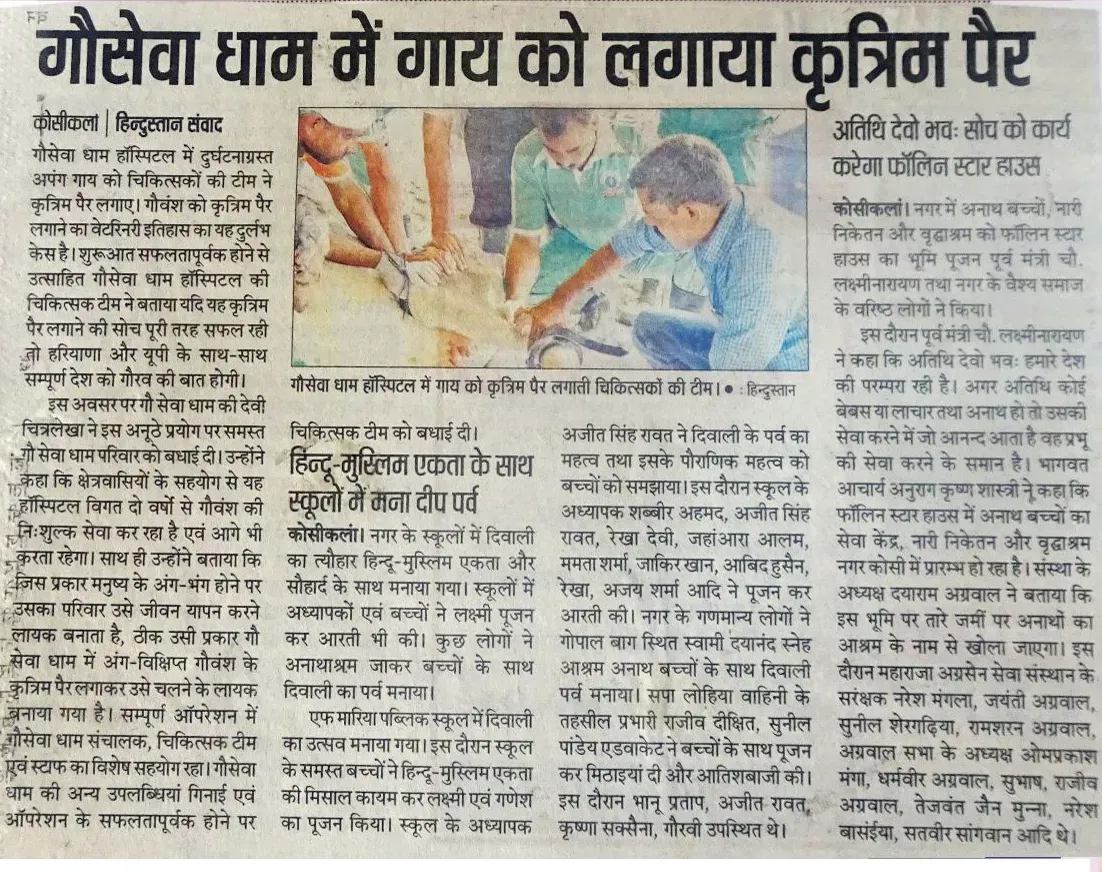 गौसेवा धाम में गाय को लगाया कृत्रिम पैर
कोसीकला | हिन्दुस्तान संवाद
गौसेवा धाम हॉस्पिटल में दुर्घटनाग्रस्त
अपंग गाय को चिकित्सकों की टीम ने
कृत्रिम पैर लगाए। गौवंश को कृत्रिम पैर
लगाने का वेटरिनरी इतिहास का यह दुर्लभ
केस है। शुरूआत सफलतापूर्वक होने से
उत्साहित गौसेवा धाम हॉस्पिटल की
चिकित्सक टीम ने बताया यदि यह कृत्रिम
पैर लगाने की सोच पूरी तरह सफल रही
तो हरियाणा और यूपी के साथ-साथ
सम्पूर्ण देश को गौरव की बात होगी।
इस अवसर पर गौ सेवा धाम की देवी
चित्रलेखा ने इस अनूठे प्रयोग पर समस्त
गौ सेवा धाम परिवार को बधाई दी। उन्होंने
कहा कि क्षेत्रवासियों के सहयोग से यह
हॉस्पिटल विगत दो वर्षो से गौवंश की
निःशुल्क सेवा कर रहा है एवं आगे भी
करता रहेगा। साथ ही उन्होंने बताया कि
जिस प्रकार मनुष्य के अंग-भंग होने पर
उसका परिवार उसे जीवन यापन करने
लायक बनाता है, ठीक उसी प्रकार गौ
सेवा धाम में अंग-विक्षिप्त गौवंश के
कृत्रिम पैर लगाकर उसे चलने के लायक
बनाया गया है। सम्पूर्ण ऑपरेशन में
गौसेवा धाम संचालक, चिकित्सक टीम
एवं स्टाफ का विशेष सहयोग रहा। गौसेवा
धाम की अन्य उपलब्धियां गिनाई एवं
ऑपरेशन के सफलतापूर्वक होने पर
गौसेवा धाम हॉस्पिटल में गाय को कृत्रिम पैर लगाती चिकित्सकों की टीम। ● : हिन्दुस्तान
चिकित्सक टीम को बधाई दी।
हिन्दू-मुस्लिम एकता के साथ
स्कूलों में मना दीप पर्व
कोसीकलां। नगर के स्कूलों में दिवाली
का त्यौहार हिन्दू-मुस्लिम एकता और
सौहार्द के साथ मनाया गया। स्कूलों में
अध्यापकों एवं बच्चों ने लक्ष्मी पूजन
कर आरती भी की। कुछ लोगों ने
अनाथाश्रम जाकर बच्चों के साथ
दिवाली का पर्व मनाया।
एफ मारिया पब्लिक स्कूल में दिवाली
का उत्सव मनाया गया। इस दौरान स्कूल
के समस्त बच्चों ने हिन्दू-मुस्लिम एकता
की मिसाल कायम कर लक्ष्मी एवं गणेश
का पूजन किया। स्कूल के अध्यापक
अजीत सिंह रावत ने दिवाली के पर्व का
महत्व तथा इसके पौराणिक महत्व को
बच्चों को समझाया। इस दौरान स्कूल के
अध्यापक शब्बीर अहमद, अजीत सिंह
रावत, रेखा देवी, जहांआरा आलम,
ममता शर्मा, जाकिर खान, आबिद हुसैन,
रेखा, अजय शर्मा आदि ने पूजन कर
आरती की। नगर के गणमान्य लोगों ने
गोपाल बाग स्थित स्वामी दयानंद स्नेह
आश्रम अनाथ बच्चों के साथ दिवाली
पर्व मनाया। सपा लोहिया वाहिनी के
तहसील प्रभारी राजीव दीक्षित, सुनील
पांडेय एडवाकेट ने बच्चों के साथ पूजन
कर मिठाइयां दी और आतिशबाजी की।
इस दौरान भानू प्रताप, अजीत रावत,
कृष्णा सक्सैना, गौरवी उपस्थित थे।
अतिथि देवो भवः सोच को कार्य
करेगा फॉलिन स्टार हाउस
कोसीकलां। नगर में अनाथ बच्चों, नारी
निकेतन और वृद्धाश्रम को फॉलिन स्टार
हाउस का भूमि पूजन पूर्व मंत्री चौ.
लक्ष्मीनारायण तथा नगर के वैश्य समाज
के वरिष्ठ लोगों ने किया।
इस दौरान पूर्व मंत्री चौ. लक्ष्मीनारायण
ने कहा कि अतिथि देवो भवः हमारे देश
की परम्परा रही है। अगर अतिथि कोई
बेबस या लाचार तथा अनाथ हो तो उसकी
सेवा करने में जो आनन्द आता है वह प्रभू
की सेवा करने के समान है। भागवत
आचार्य अनुराग कृष्ण शास्त्री ने कहा कि
फॉलिन स्टार हाउस में अनाथ बच्चों का
सेवा केंद्र, नारी निकेतन और वृद्धाश्रम
नगर कोसी में प्रारम्भ हो रहा है। संस्था के
अध्यक्ष दयाराम अग्रवाल ने बताया कि
इस भूमि पर तारे जमीं पर अनाथों का
आश्रम के नाम से खोला जाएगा। इस
दौरान महाराजा अग्रसेन सेवा संस्थान के
सरंक्षक नरेश मंगला, जयंती अग्रवाल,
सुनील शेरगढ़िया, रामशरन अग्रवाल,
अग्रवाल सभा के अध्यक्ष ओमप्रकाश
मंगा, धर्मवीर अग्रवाल, सुभाष, राजीव
अग्रवाल, तेजवंत जैन मुन्ना, नरेश
बासंईया, सतवीर सांगवान आदि थे।